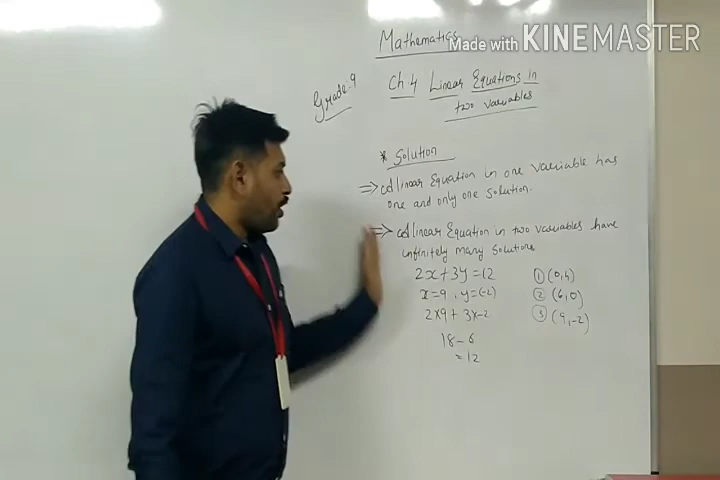 Mathematics
Made with KINEMASTER
Grade:-9
Ch 4 Linear Equations in
two variables
* Solution
⇒ a linear Equation in one variable has
one and only one solution.
⇒ a linear Equation in two variables have
infinitely many solutions
2x+3y=12
x=9, y=(-2)
2x9+ 3x-2
18-6
=12
① (0,4)
② (6,0)
③ (9,-2)